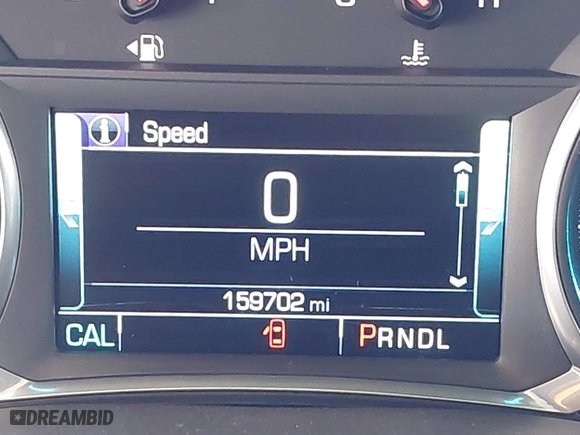 H
Speed
0
MPH
159702 mi
CAL PRNDL
DREAMBID